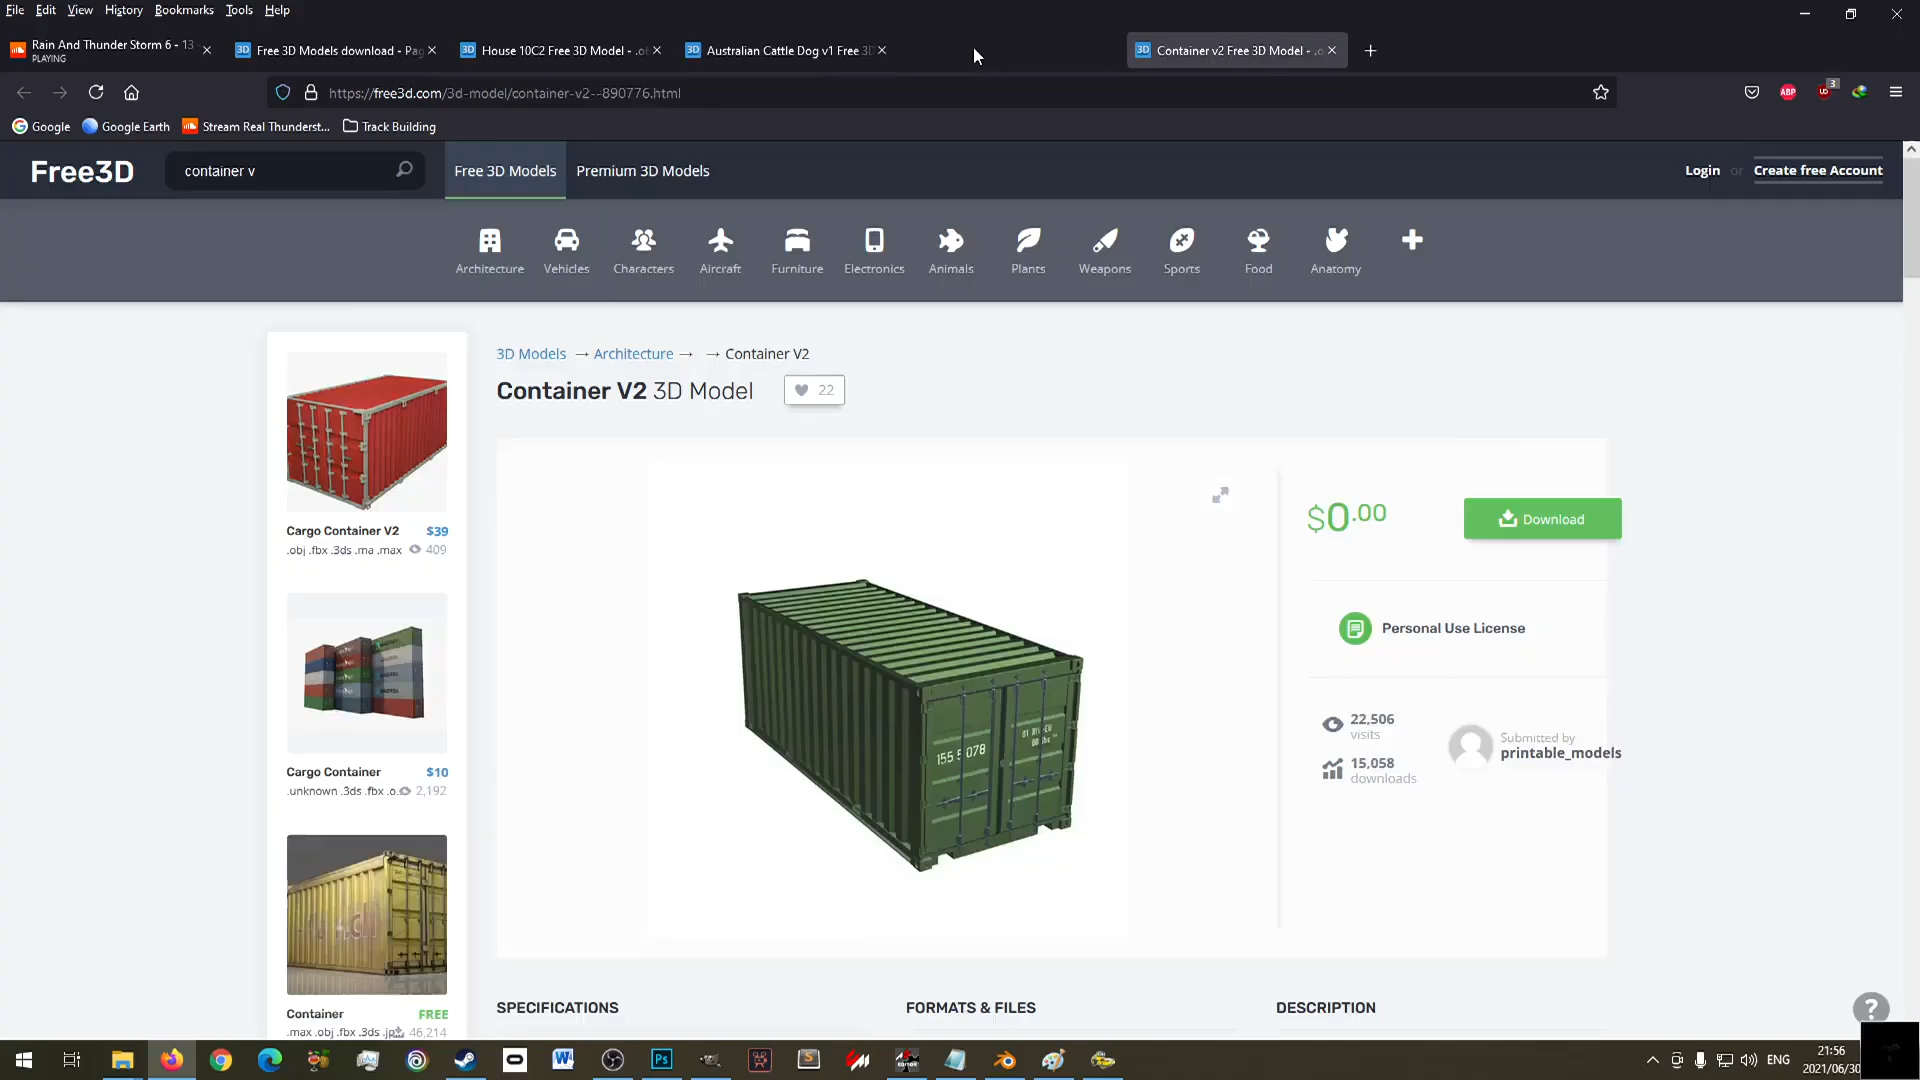 File Edit View History Bookmarks Tools Help
Rain And Thunder Storm 6 - 13
PLAYING
Free 3D Models download - Pag
House 10C2 Free 3D Model - .o
Australian Cattle Dog v1 Free 3D
Container v2 Free 3D Model - .o
https://free3d.com/3d-model/container-v2--890776.html
ABP
3
Google
Google Earth
Stream Real Thunderst...
Track Building
Free3D
container v
Free 3D Models
Premium 3D Models
Login or Create free Account
Architecture
Vehicles
Characters
Aircraft
Furniture
Electronics
Animals
Plants
Weapons
Sports
Food
Anatomy
3D Models → Architecture → → Container V2
Container V2 3D Model
22
Cargo Container V2 $39
.obj .fbx .3ds .ma .max 409
Cargo Container $10
.unknown .3ds .fbx .o... 2,192
Container FREE
.max .obj .fbx .3ds .jp 46,214
155 5078
$0.00
Download
Personal Use License
22,506
visits
15,058
downloads
Submitted by
printable_models
SPECIFICATIONS
FORMATS & FILES
DESCRIPTION
?
ENG
21:56
2021/06/30